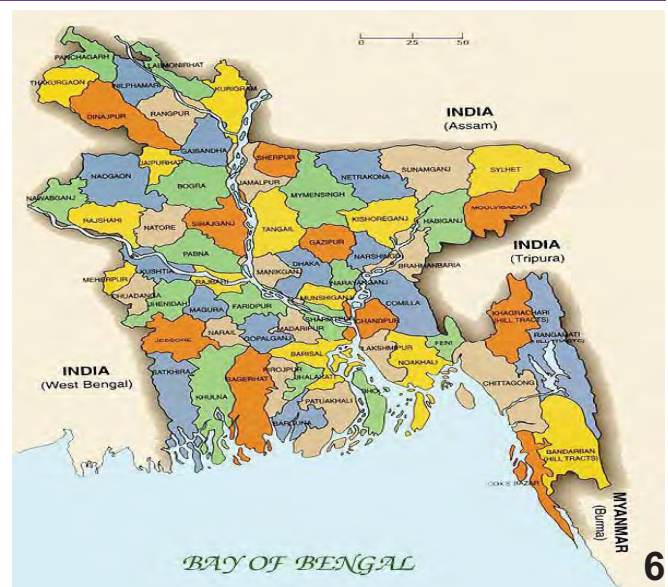 PANCHAGARH
LALMONIRHAT
THAKURGAON
NILPHAMARI
KURIGRAM
0 25 50
DINAJPUR
RANGPUR
INDIA
(Assam)
GAIBANDHA
SHERPUR
JAIPURHAT
JAMALPUR
NETRAKONA
SUNAMGANJ
SYLHET
NAOGAON
BOGRA
MYMENSINGH
NAWABGANJ
MOULVIBAZAR
RAJSHAHI
SIRAJGANJ
TANGAIL
KISHOREGANJ
HABIGANJ
NATORE
GAZIPUR
INDIA
(Tripura)
PABNA
DHAKA
NARSHINGDI
MANIKGANJ
BRAHMANBARIA
MEHERPUR
KUSHTIA
RAJBARI
NARAYANGANJ
CHUADANGA
JHENIDAH
MAGURA
FARIDPUR
MUNSHIGANJ
COMILLA
KHAGRACHARI
(HILL TRACTS)
CHANDPUR
RANGAMATI
(HILL TRACTS)
JESSORE
NARAIL
GOPALGANJ
MADARIPUR
FENI
INDIA
(West Bengal)
BARISAL
LAKSHMIPUR
NOAKHALI
SATKHIRA
KHULNA
BAGERHAT
PIROJPUR
JHALAKATI
CHITTAGONG
PATUAKHALI
BARGUNA
BANDARBAN
(HILL TRACTS)
COX'S BAZAR
MYANMAR
(Burma)
BAY OF BENGAL
6